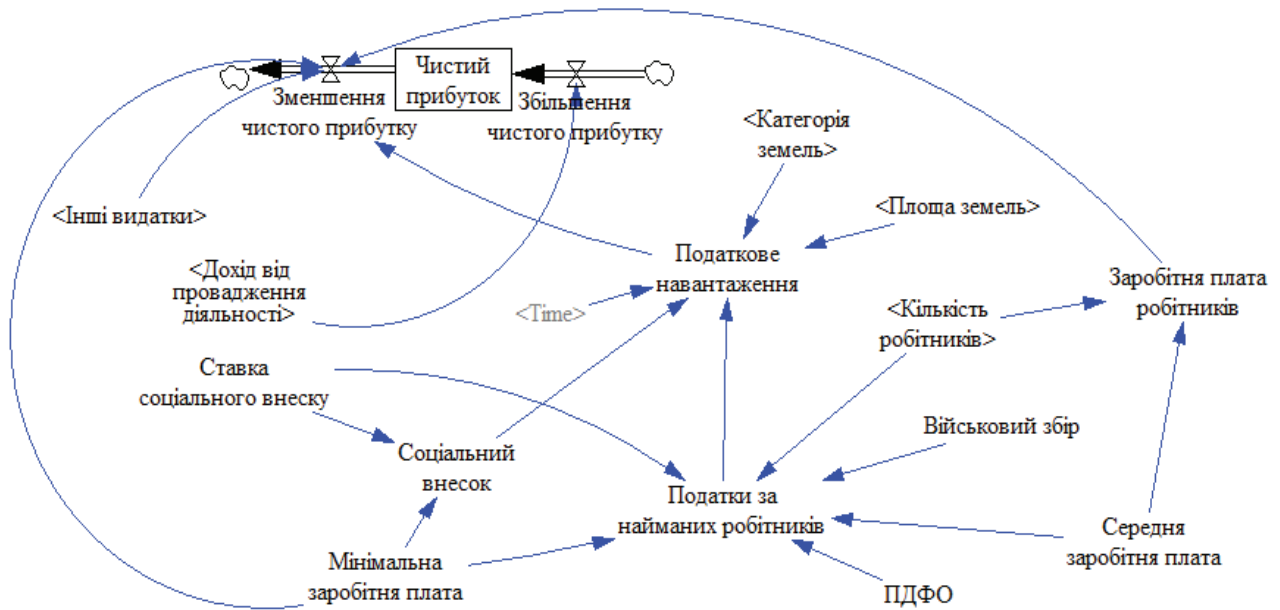 Чистий
прибуток
Зменшення
чистого прибутку
Збільшення
чистого прибутку
<Категорія
земель>
<Інші видатки>
<Площа земель>
<Дохід від
провадження
діяльності>
Податкове
навантаження
Заробітня плата
робітників
<Time>
<Кількість
робітників>
Ставка
соціального внеску
Військовий збір
Соціальний
внесок
Податки за
найманих робітників
Середня
заробітня плата
Мінімальна
заробітня плата
ПДФО